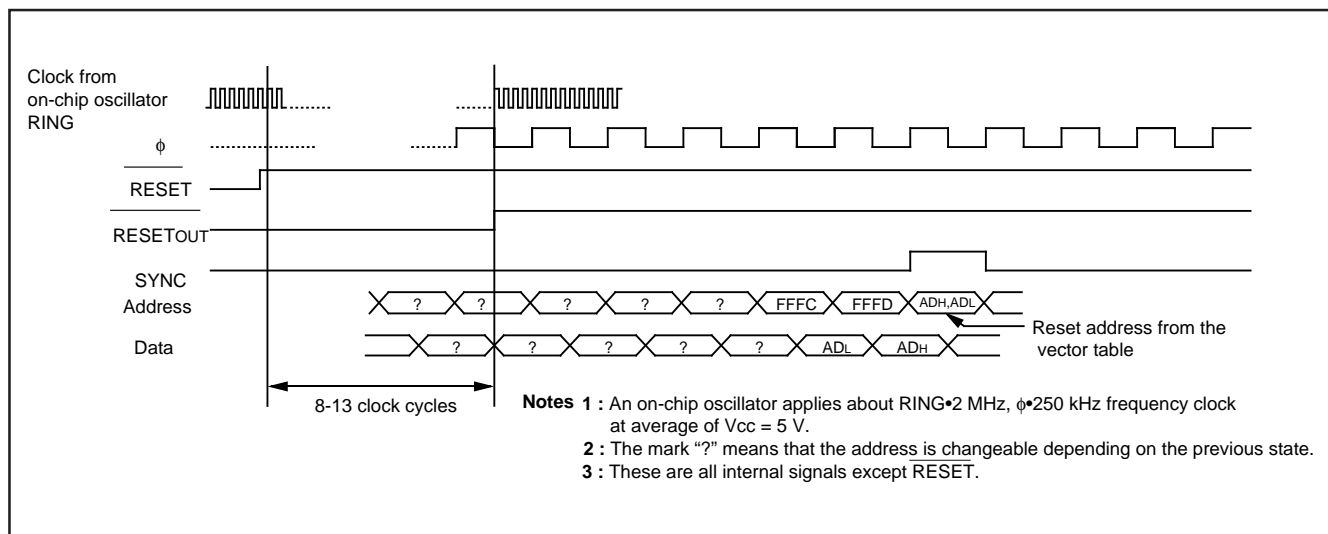 Clock from
on-chip oscillator
RING
ϕ
RESET
RESETOUT
SYNC
Address
? ? ? ? ? FFFC FFFD ADH,ADL
Data
? ? ? ? ? ADL ADH
Reset address from the
vector table
8-13 clock cycles
Notes 1 : An on-chip oscillator applies about RING•2 MHz, ϕ•250 kHz frequency clock
at average of Vcc = 5 V.
2 : The mark “?” means that the address is changeable depending on the previous state.
3 : These are all internal signals except RESET.